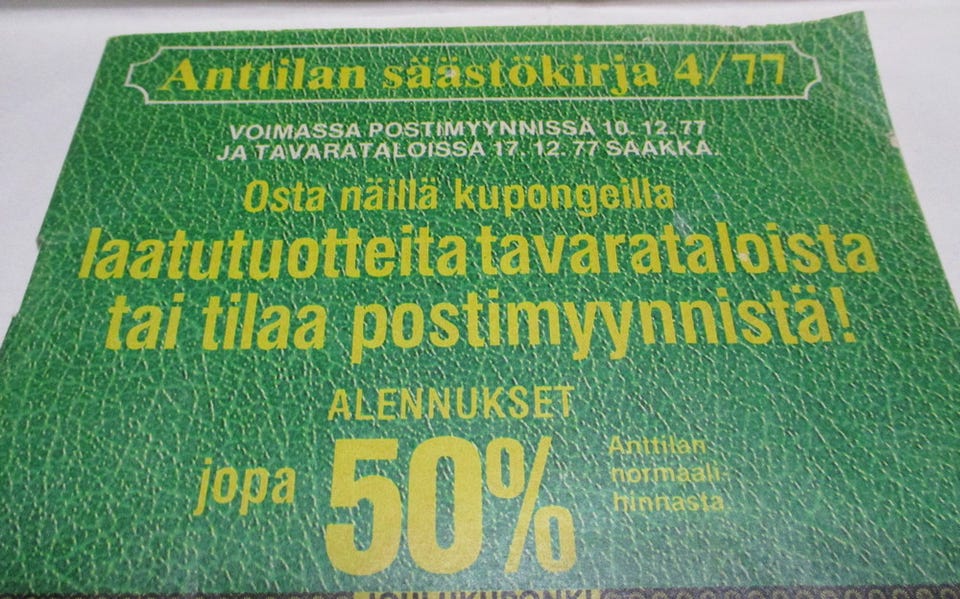 Anttilan säästökirja 4/77
VOIMASSA POSTIMYYNNISSÄ 10. 12. 77
JA TAVARATALOISSA 17. 12. 77 SAAKKA.
Osta näillä kupongeilla
laatutuotteita tavarataloista
tai tilaa postimyynnistä!
ALENNUKSET
jopa 50%
Anttilan
normaali-
hinnasta.
JOULUKUPONKI